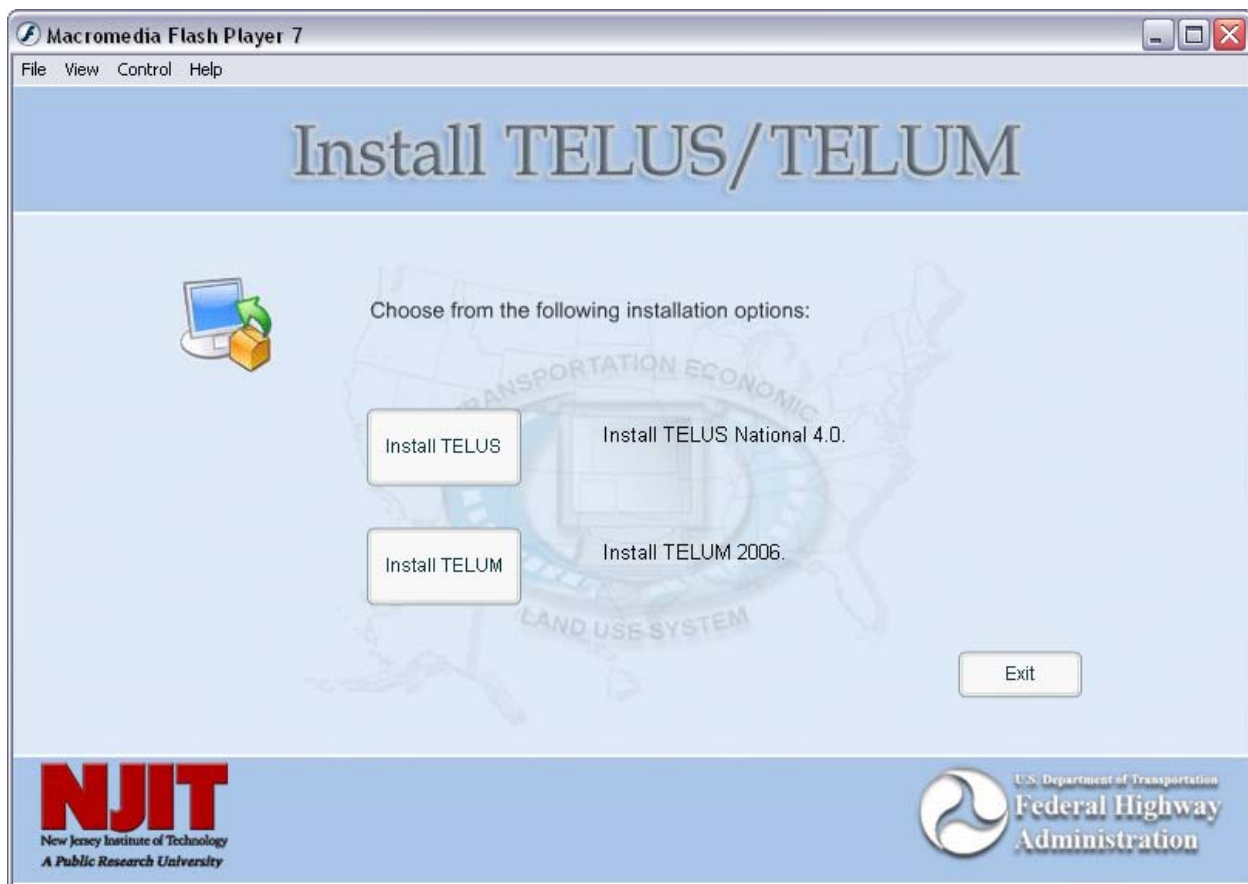 Macromedia Flash Player 7
File View Control Help
Install TELUS/TELUM
Choose from the following installation options:
TRANSPORTATION ECONOMIC
Install TELUS
Install TELUS National 4.0.
Install TELUM
Install TELUM 2006.
LAND USE SYSTEM
Exit
NJIT
New Jersey Institute of Technology
A Public Research University
U.S. Department of Transportation
Federal Highway
Administration